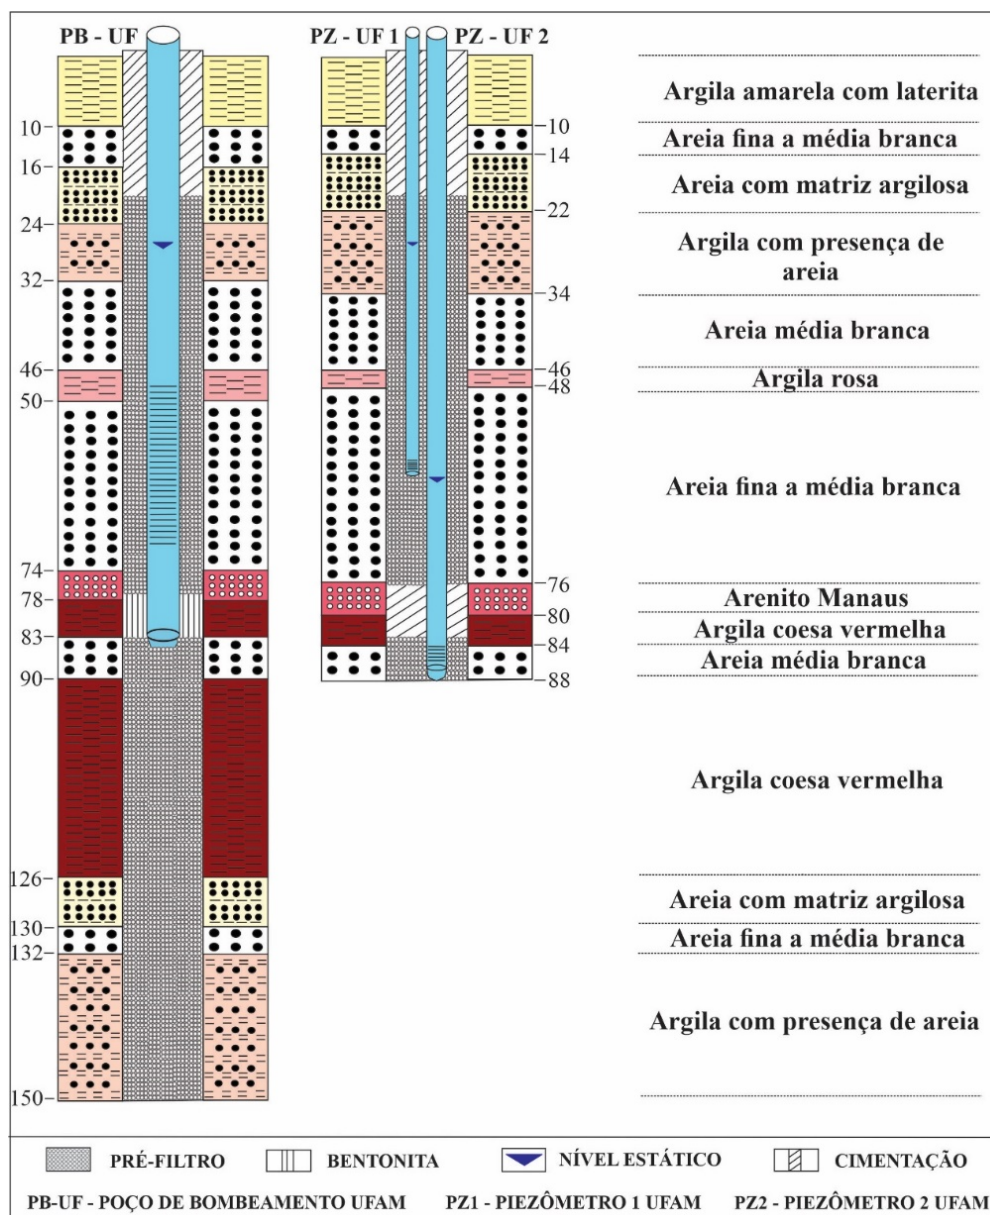 PB - UF
PZ - UF 1
PZ - UF 2
10
16
24
32
46
50
74
78
83
90
126
130
132
150
10
14
22
34
46
48
76
80
84
88
Argila amarela com laterita
Areia fina a média branca
Areia com matriz argilosa
Argila com presença de
areia
Areia média branca
Argila rosa
Areia fina a média branca
Arenito Manaus
Argila coesa vermelha
Areia média branca
Argila coesa vermelha
Areia com matriz argilosa
Areia fina a média branca
Argila com presença de areia
PRÉ-FILTRO
BENTONITA
NÍVEL ESTÁTICO
CIMENTAÇÃO
PB-UF - POÇO DE BOMBEAMENTO UFAM
PZ1 - PIEZÔMETRO 1 UFAM
PZ2 - PIEZÔMETRO 2 UFAM